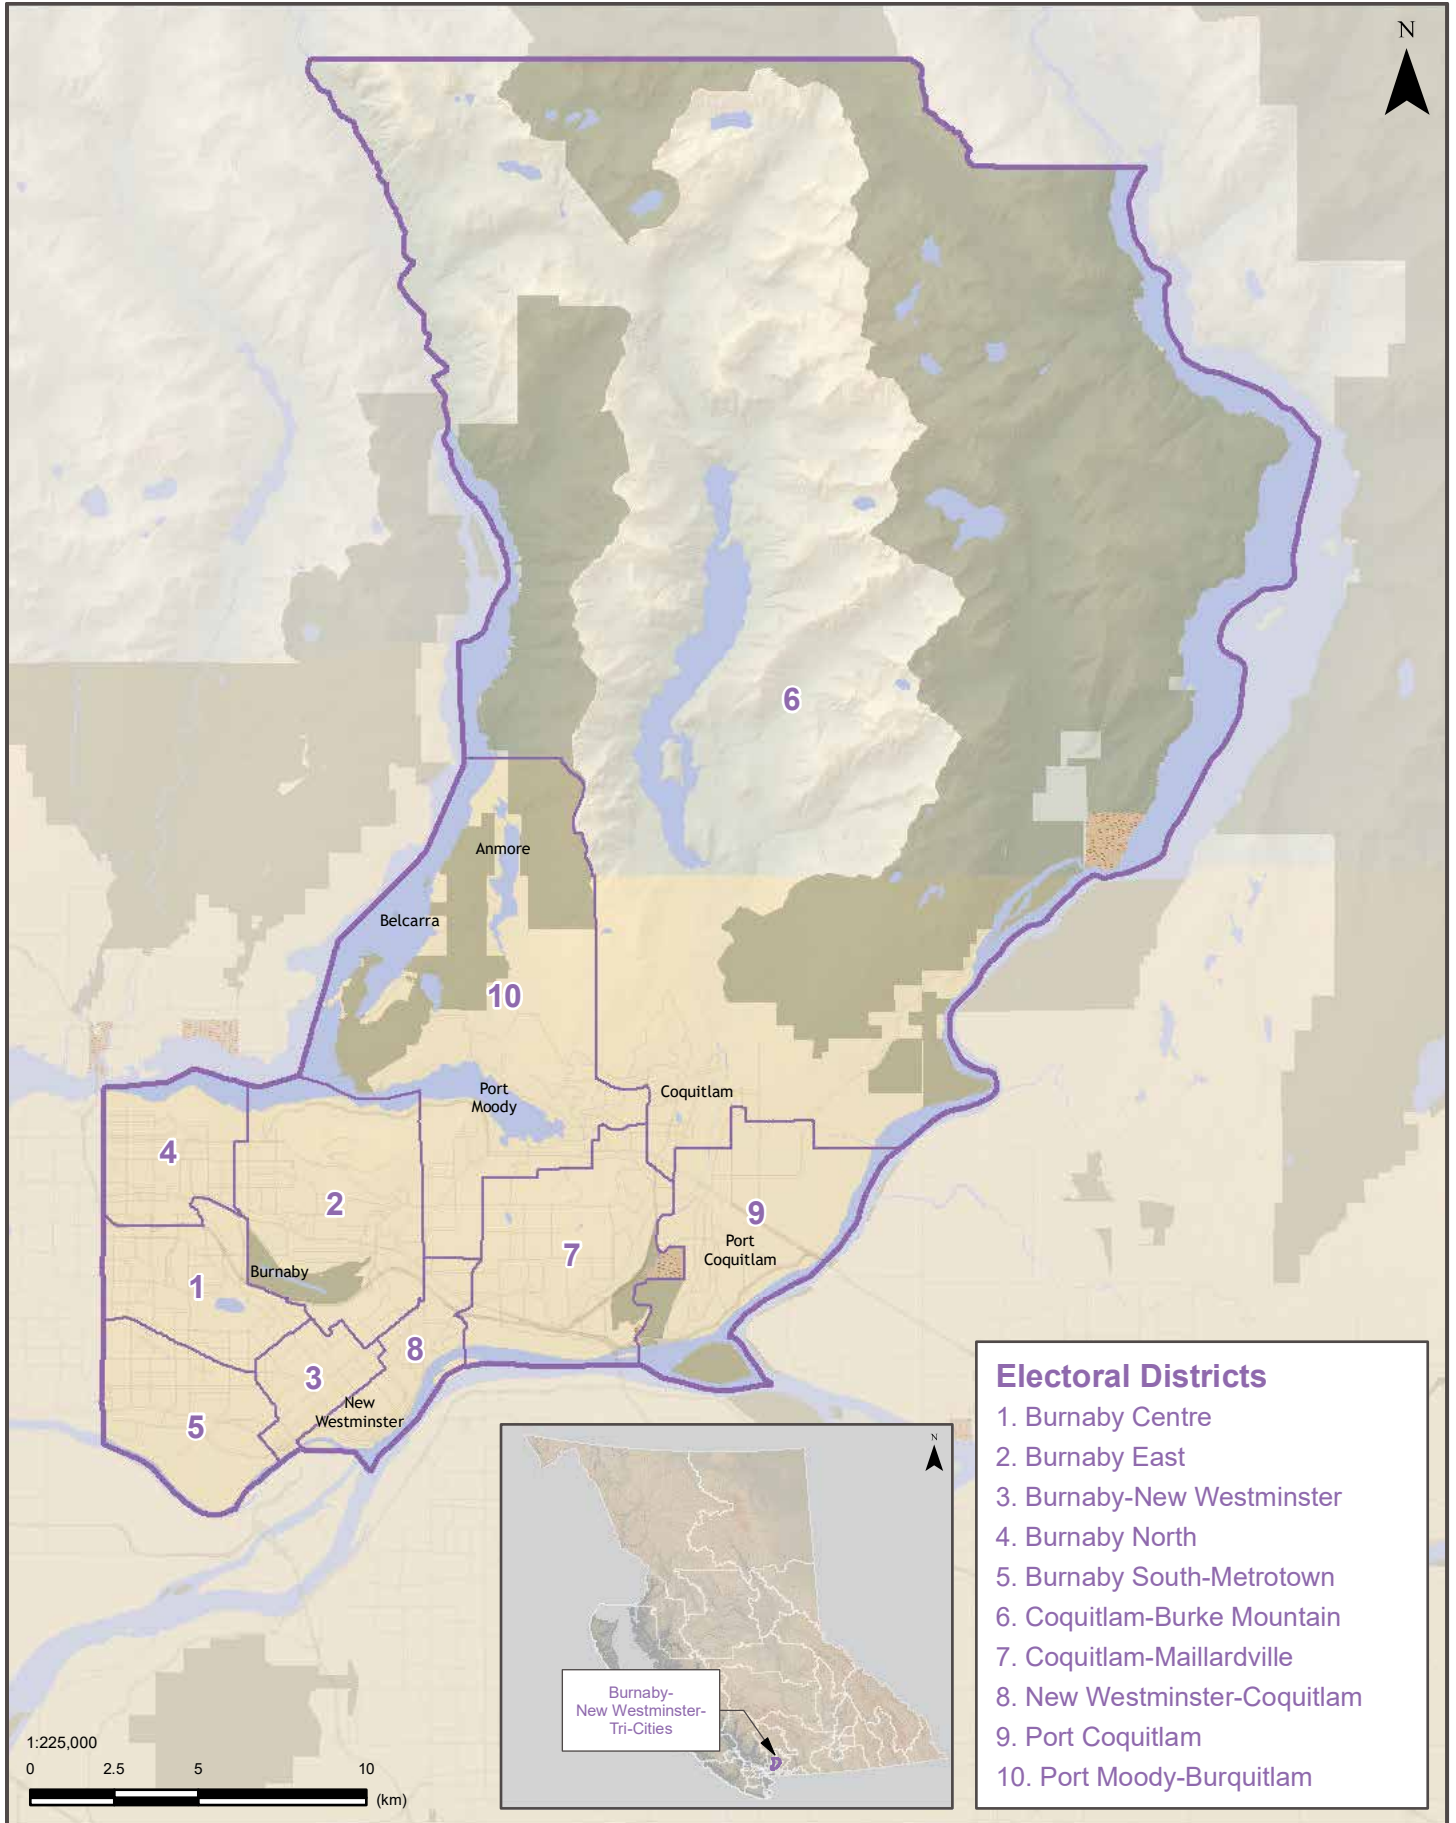 N
6
Anmore
Belcarra
10
Port
Moody
Coquitlam
4
2
9
Port
Coquitlam
7
Burnaby
1
8
3
New
Westminster
5
Electoral Districts
1. Burnaby Centre
2. Burnaby East
3. Burnaby-New Westminster
4. Burnaby North
5. Burnaby South-Metrotown
6. Coquitlam-Burke Mountain
7. Coquitlam-Maillardville
8. New Westminster-Coquitlam
9. Port Coquitlam
10. Port Moody-Burquitlam
N
Burnaby-
New Westminster-
Tri-Cities
1:225,000
0 2.5 5 10
(km)